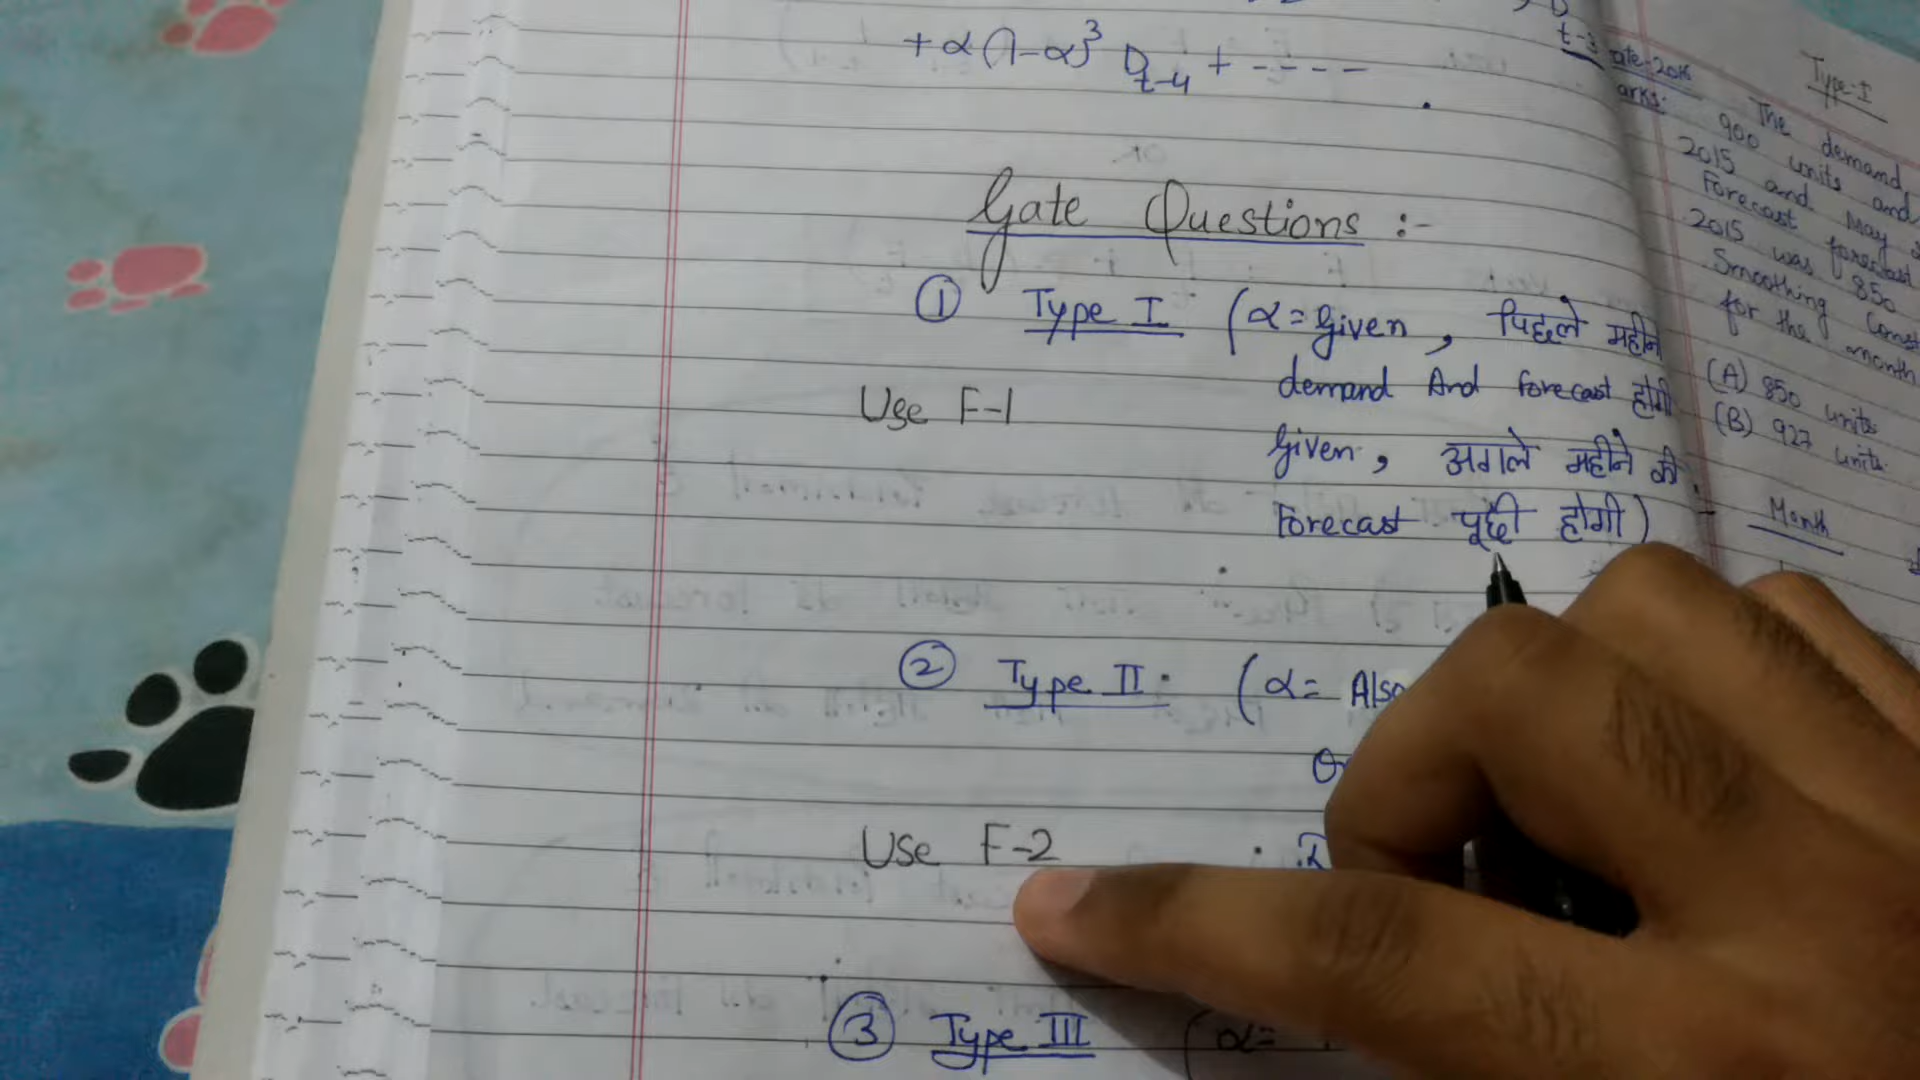 + α (1-α)³ D t-4 + - - - -
Gate Questions :-
① Type I ( α = Given , पिछले महीने
Use F-1
demand And Forecast होगी
Given , अगले महीने की
Forecast पूछी होगी )
② Type II ( α = Also
Use F-2
③ Type III ( α =
t-3
Type-I
The demand
900 units and
2015 and May
Forecast forecast
2015 was 850
Smoothing Const
for the month
(A) 850 units
(B) 927 units
Month